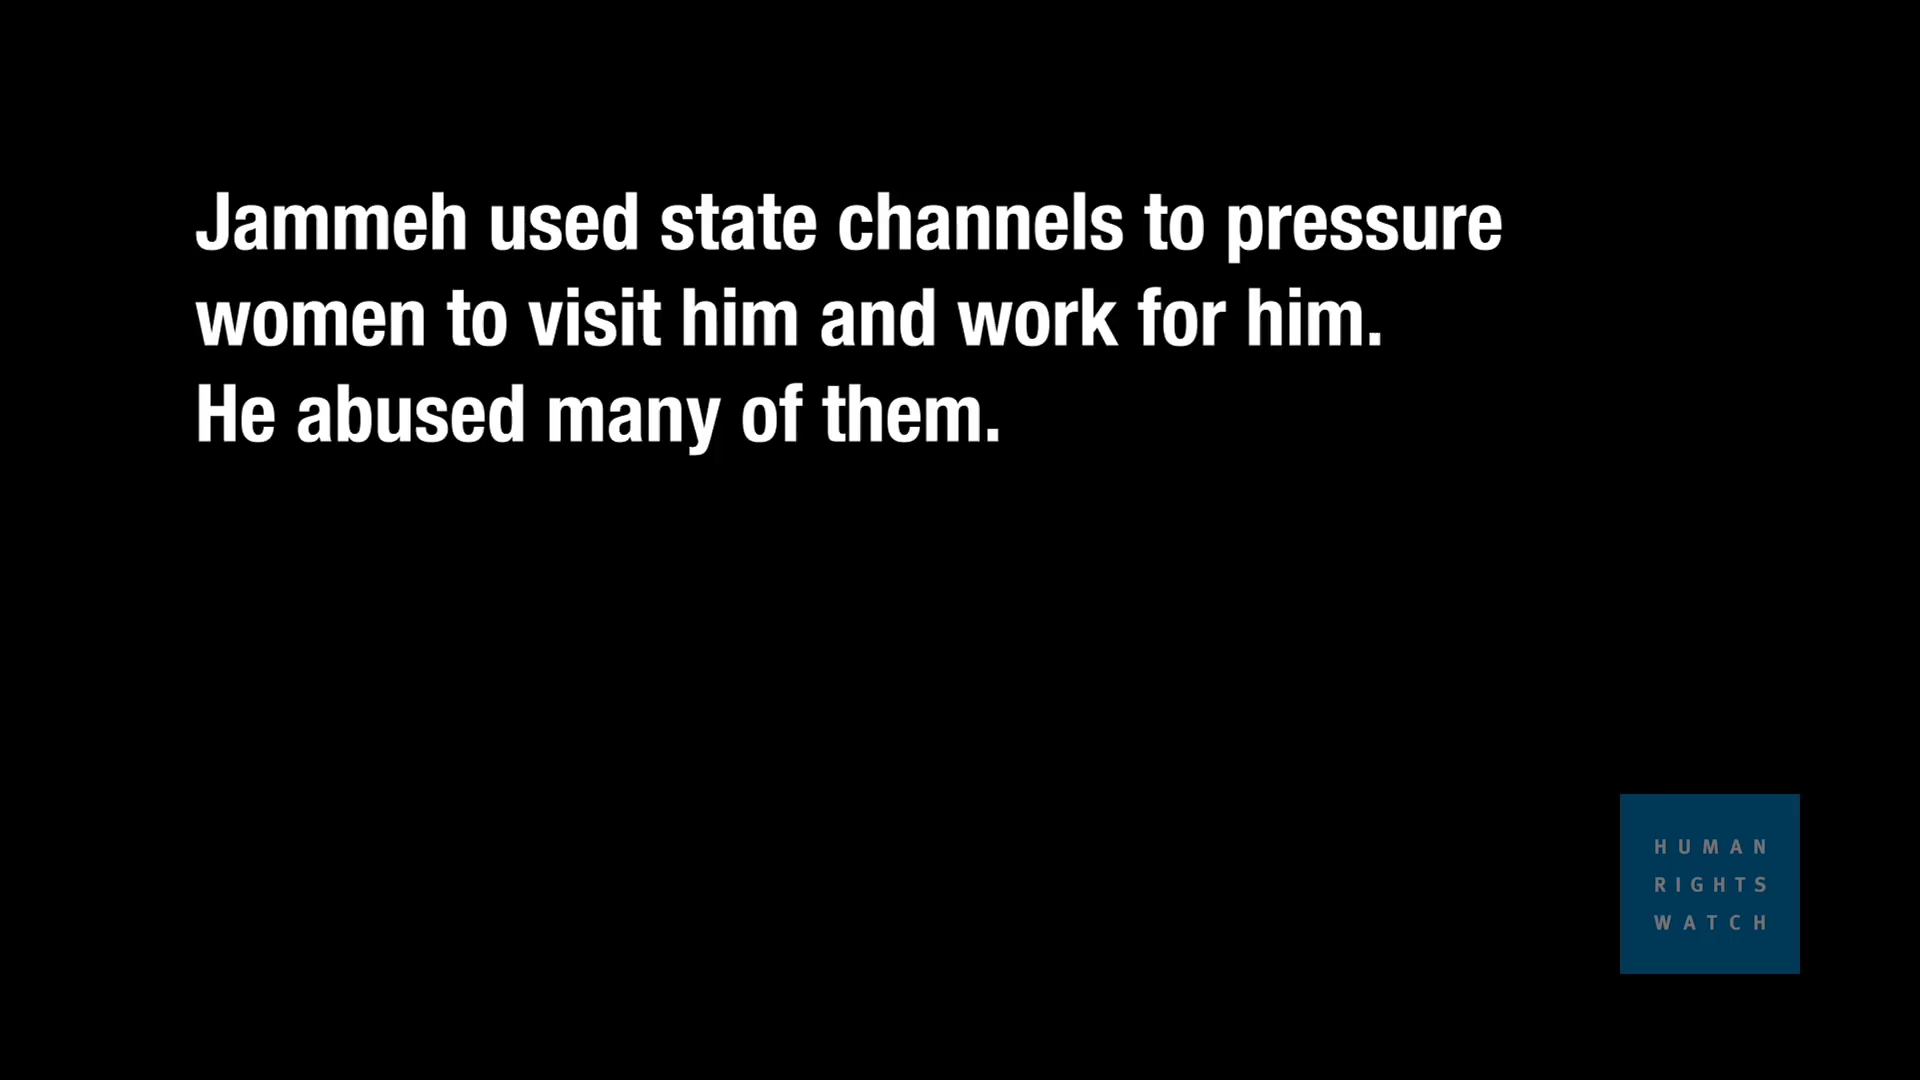 Jammeh used state channels to pressure
women to visit him and work for him.
He abused many of them.
HUMAN
RIGHTS
WATCH